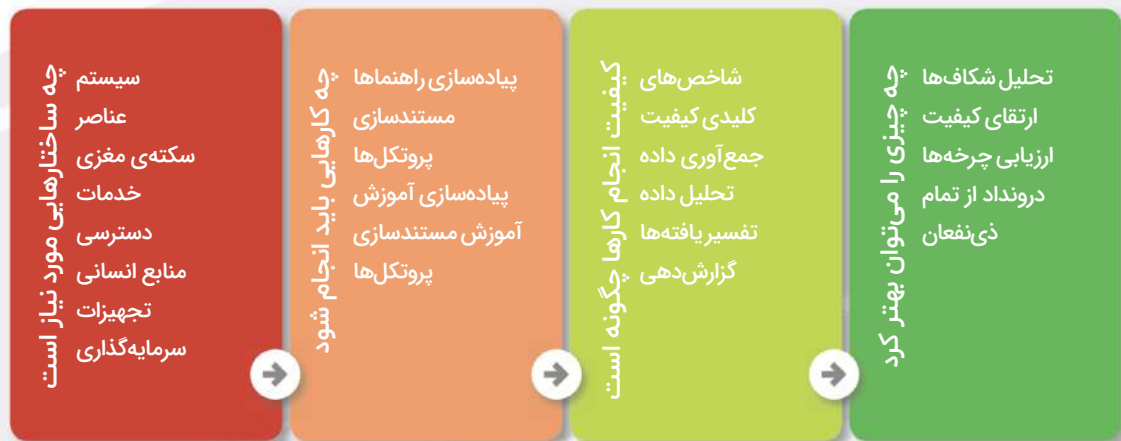 چه ساختارهایی مورد نیاز است
سیستم
عناصر
سکته‌ی مغزی
خدمات
دسترسی
منابع انسانی
تجهیزات
سرمایه‌گذاری
چه کارهایی باید انجام شود
پیاده‌سازی راهنماها
مستندسازی
پروتکل‌ها
پیاده‌سازی آموزش
آموزش مستندسازی
پروتکل‌ها
کیفیت انجام کارها چگونه است
شاخص‌های
کلیدی کیفیت
جمع‌آوری داده
تحلیل داده
تفسیر یافته‌ها
گزارش‌دهی
چه چیزی را می‌توان بهتر کرد
تحلیل شکاف‌ها
ارتقای کیفیت
ارزیابی چرخه‌ها
درونداد از تمام
ذی‌نفعان